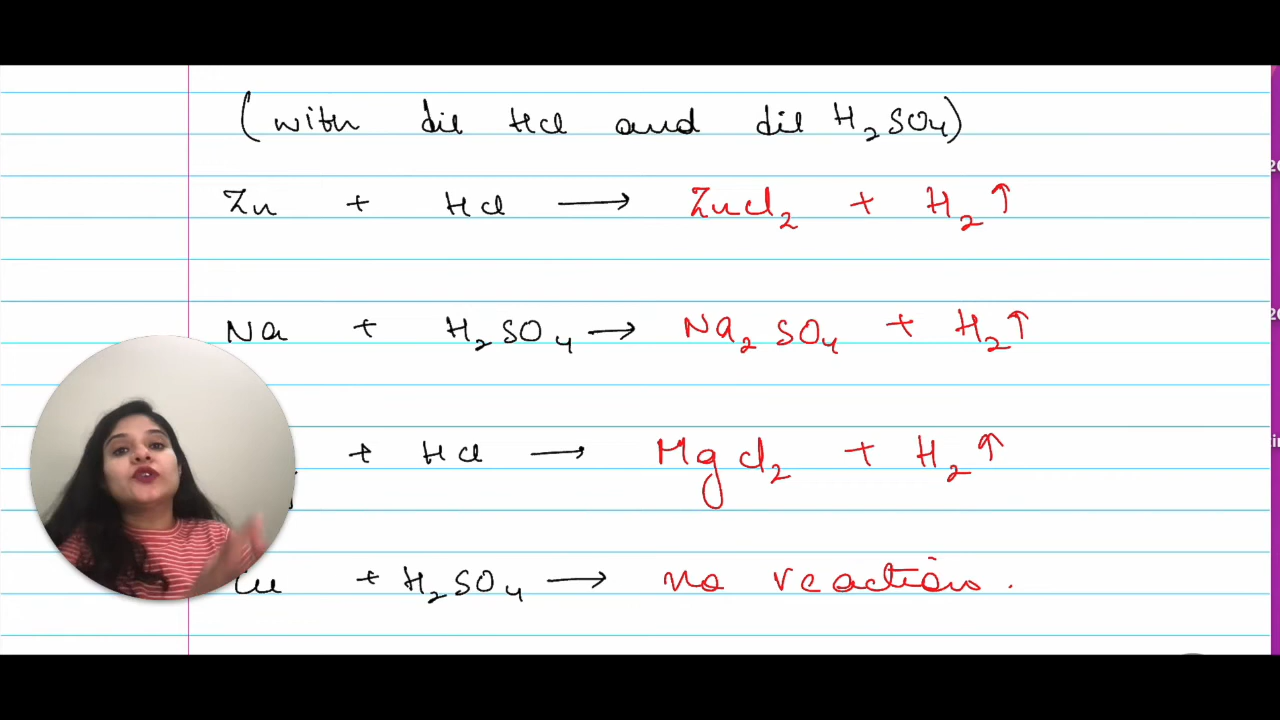 (with dil HCl and dil H₂SO₄)
Zn + HCl → ZnCl₂ + H₂↑
Na + H₂SO₄ → Na₂SO₄ + H₂↑
+ HCl → MgCl₂ + H₂↑
Cu + H₂SO₄ → no reaction.